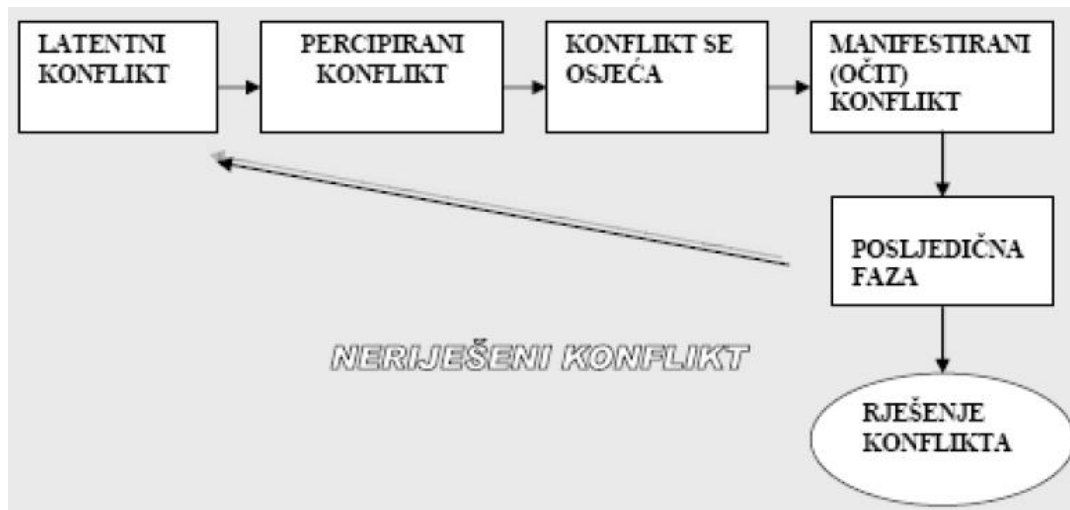 LATENTNI
KONFLIKT
PERCIPIRANI
KONFLIKT
KONFLIKT SE
OSJEĆA
MANIFESTIRANI
(OČIT)
KONFLIKT
POSLJEDIČNA
FAZA
NERIJEŠENI KONFLIKT
RJEŠENJE
KONFLIKTA